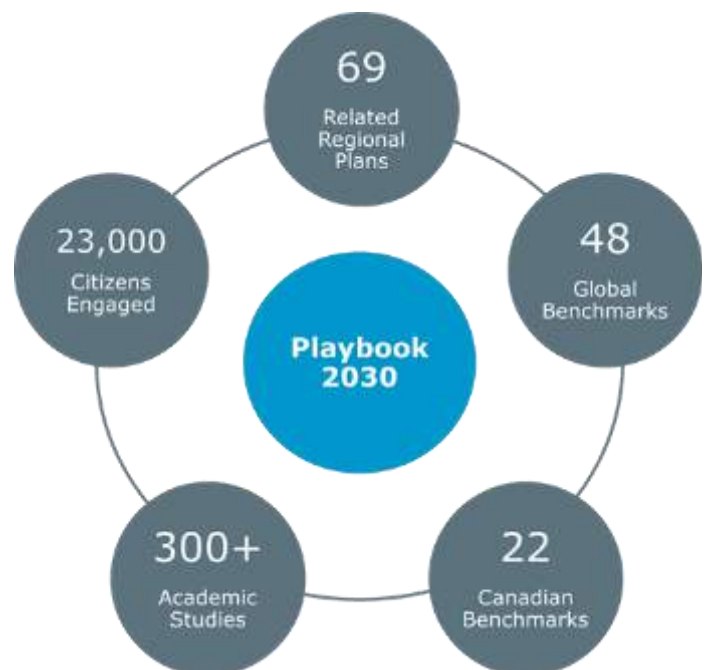 69
Related
Regional
Plans
48
Global
Benchmarks
22
Canadian
Benchmarks
300+
Academic
Studies
23,000
Citizens
Engaged
Playbook
2030